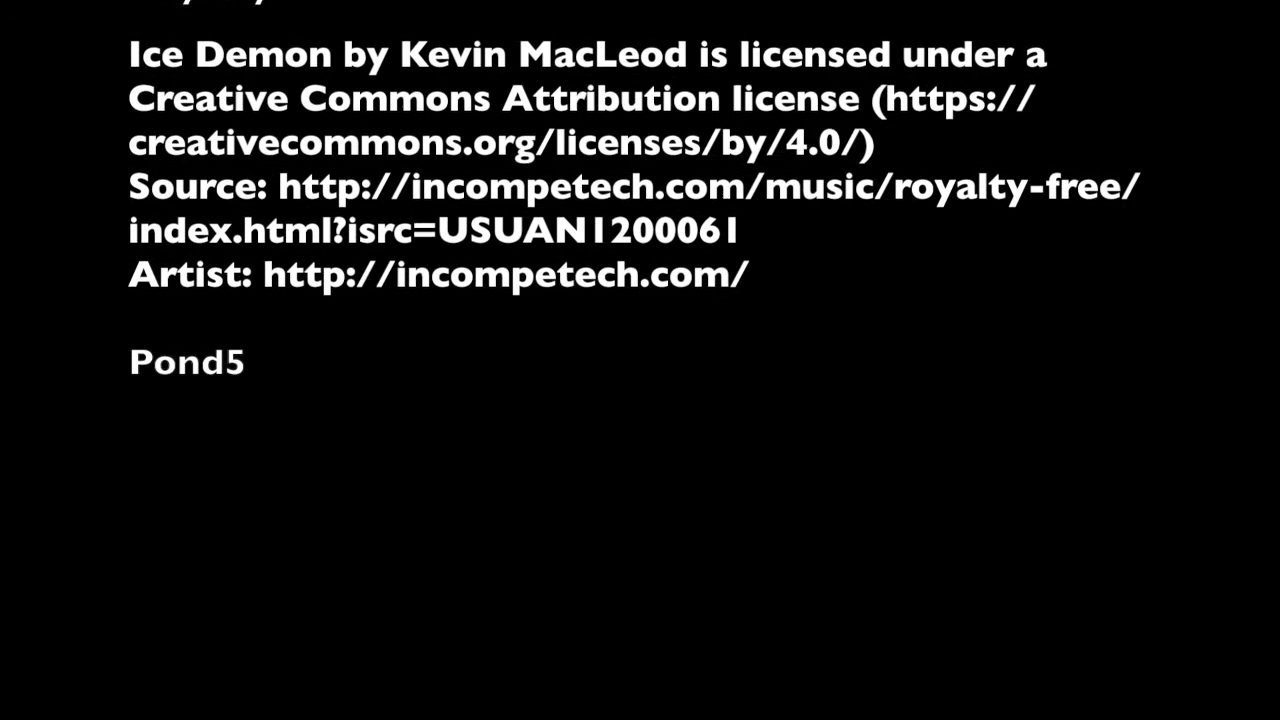 Ice Demon by Kevin MacLeod is licensed under a
Creative Commons Attribution license (https://
creativecommons.org/licenses/by/4.0/)
Source: http://incompetech.com/music/royalty-free/
index.html?isrc=USUAN1200061
Artist: http://incompetech.com/
Pond5